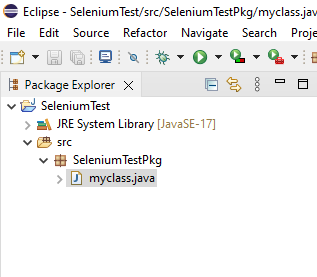 Eclipse - SeleniumTest/src/SeleniumTestPkg/myclass.jav
File Edit Source Refactor Navigate Search Proje
Package Explorer
SeleniumTest
JRE System Library [JavaSE-17]
src
SeleniumTestPkg
myclass.java